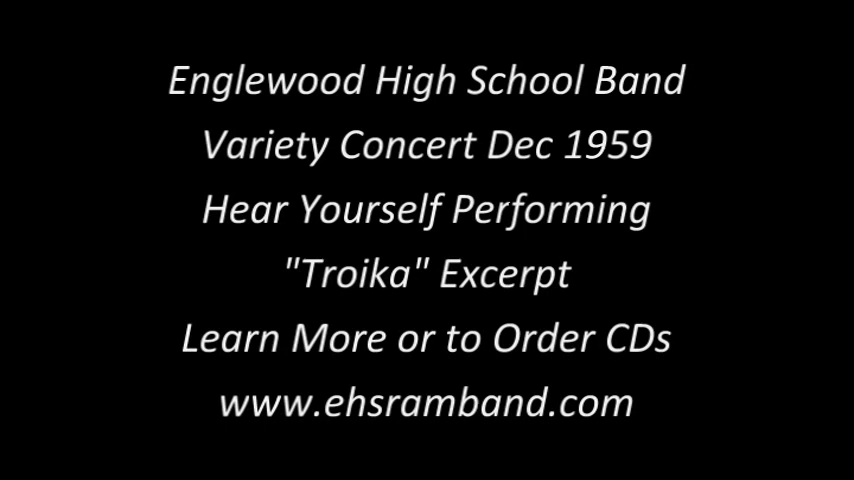 Englewood High School Band
Variety Concert Dec 1959
Hear Yourself Performing
"Troika" Excerpt
Learn More or to Order CDs
www.ehsramband.com